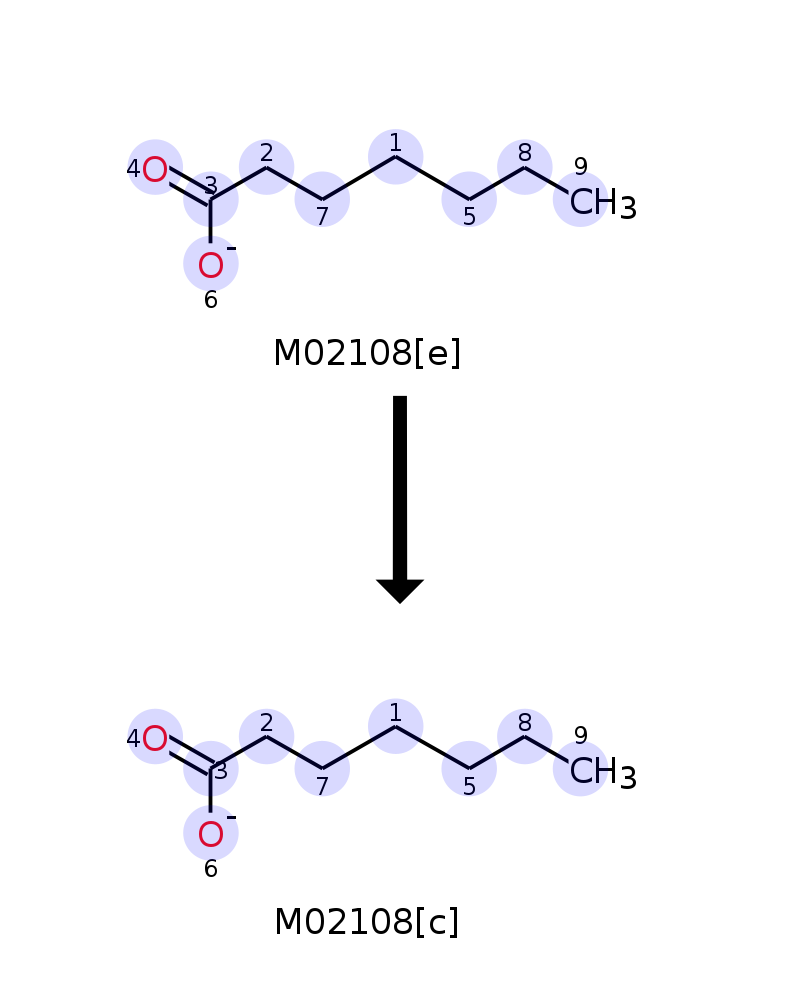 1
2 8 9
4O 3
CH3
7 5
O-
6
M02108[e]
1
2 8 9
4O
3 CH3
7 5
O-
6
M02108[c]